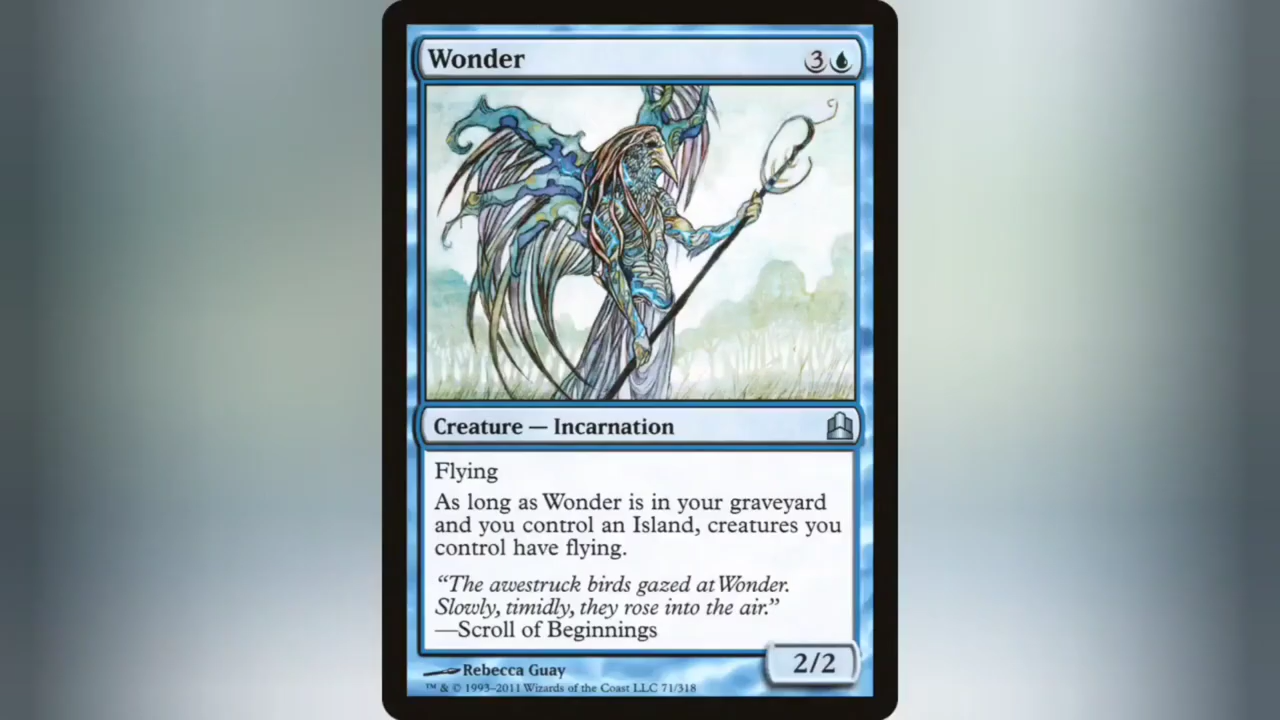 Wonder
3
Creature — Incarnation
Flying
As long as Wonder is in your graveyard
and you control an Island, creatures you
control have flying.
“The awestruck birds gazed at Wonder.
Slowly, timidly, they rose into the air.”
—Scroll of Beginnings
2/2
Rebecca Guay
™ & © 1993–2011 Wizards of the Coast LLC 71/318